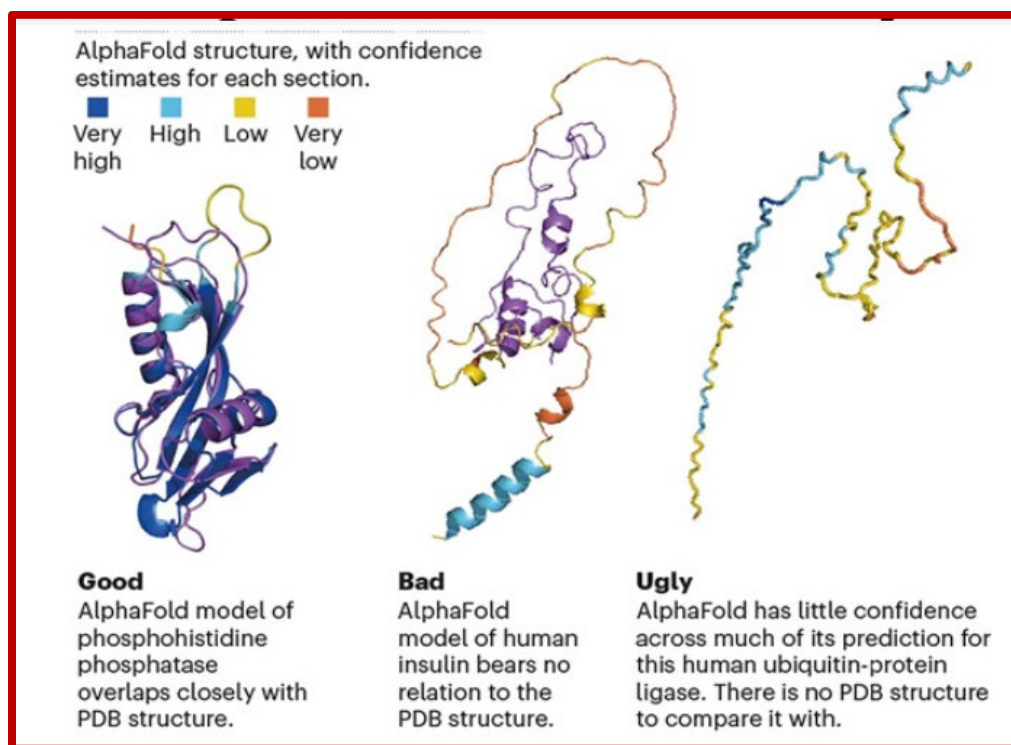 AlphaFold structure, with confidence
estimates for each section.
Very high
High
Low
Very low
Good
AlphaFold model of
phosphohistidine
phosphatase
overlaps closely with
PDB structure.
Bad
AlphaFold
model of human
insulin bears no
relation to the
PDB structure.
Ugly
AlphaFold has little confidence
across much of its prediction for
this human ubiquitin-protein
ligase. There is no PDB structure
to compare it with.